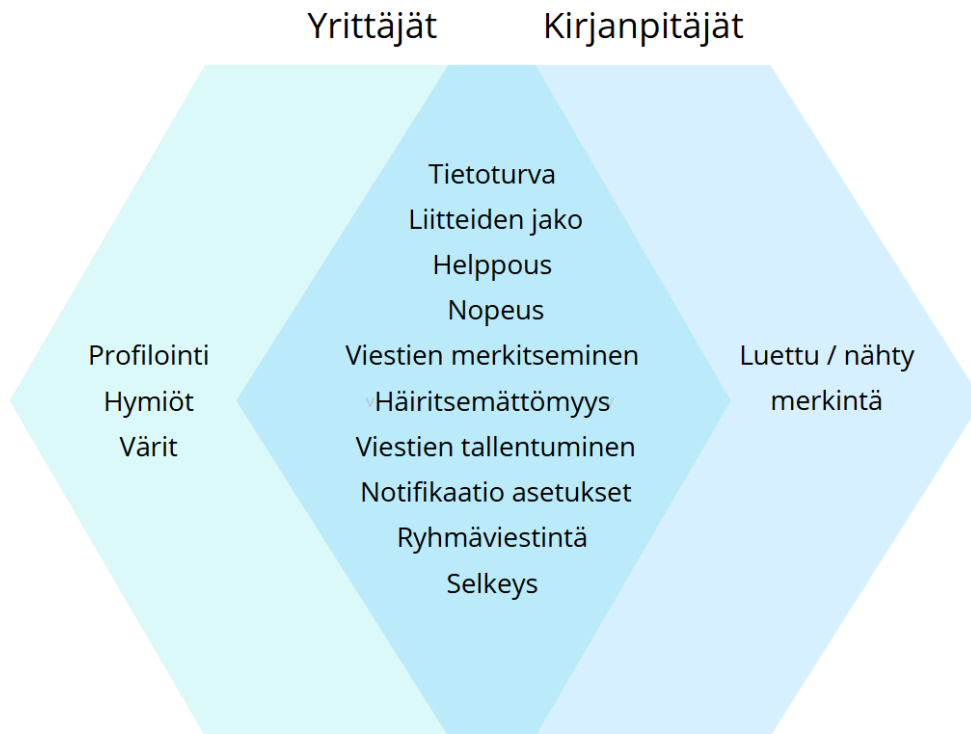 Yrittäjät
Kirjanpitäjät
Profilointi
Hymiöt
Värit
Tietoturva
Liitteiden jako
Helppous
Nopeus
Viestien merkitseminen
Häiritsemättömyys
Viestien tallentuminen
Notifikaatio asetukset
Ryhmäviestintä
Selkeys
Luettu / nähty
merkintä